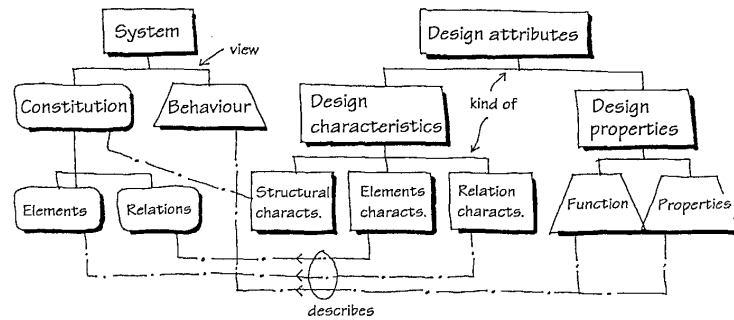 System
Design attributes
view
Constitution
Behaviour
Design
characteristics
kind of
Design
properties
Elements
Relations
Structural
characts.
Elements
characts.
Relation
characts.
Function
Properties
describes